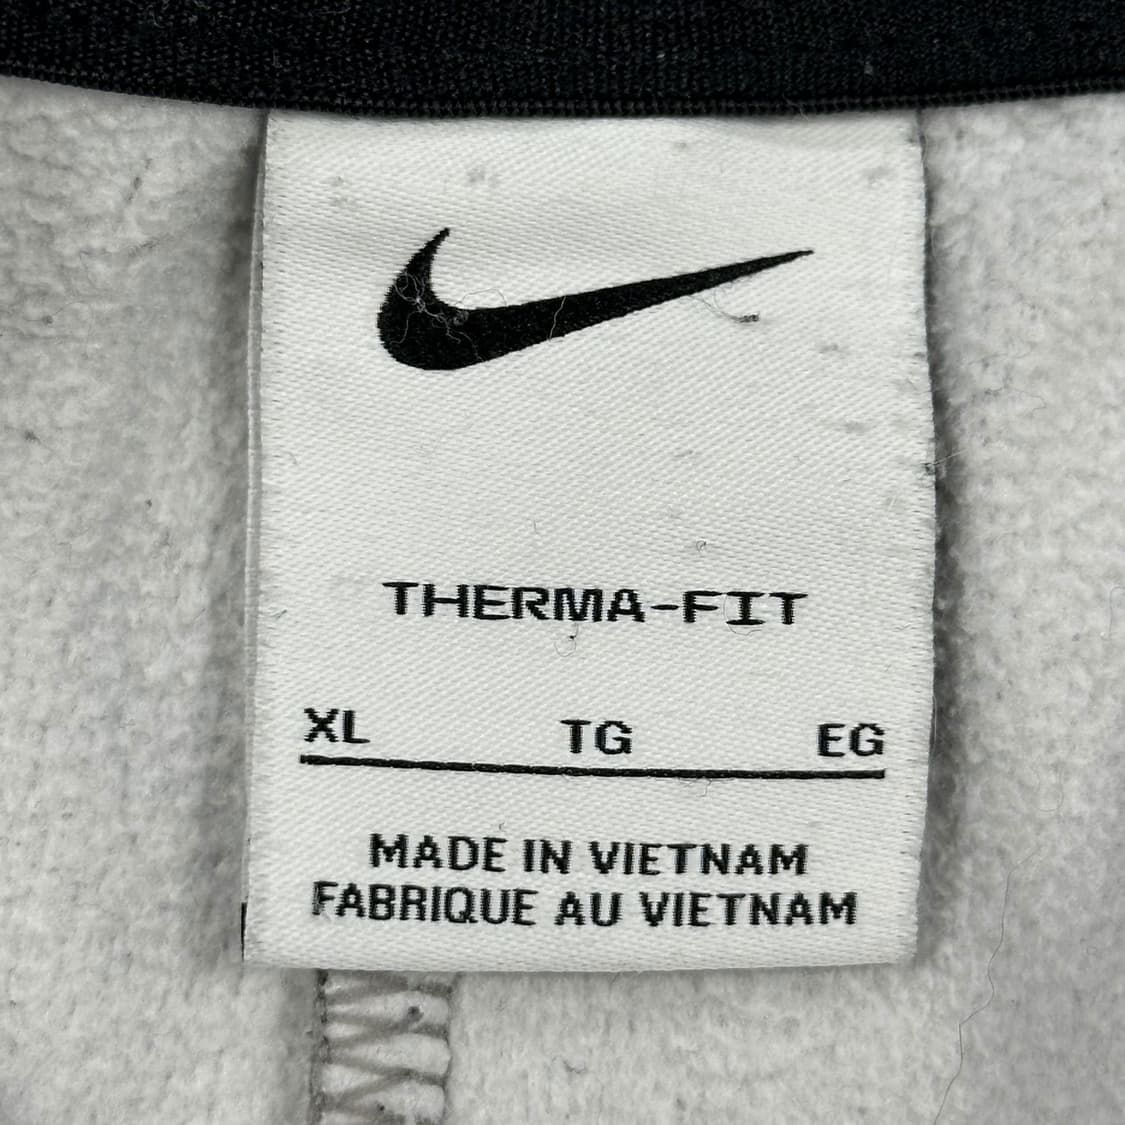 THERMA-FIT
XL TG EG
MADE IN VIETNAM
FABRIQUE AU VIETNAM